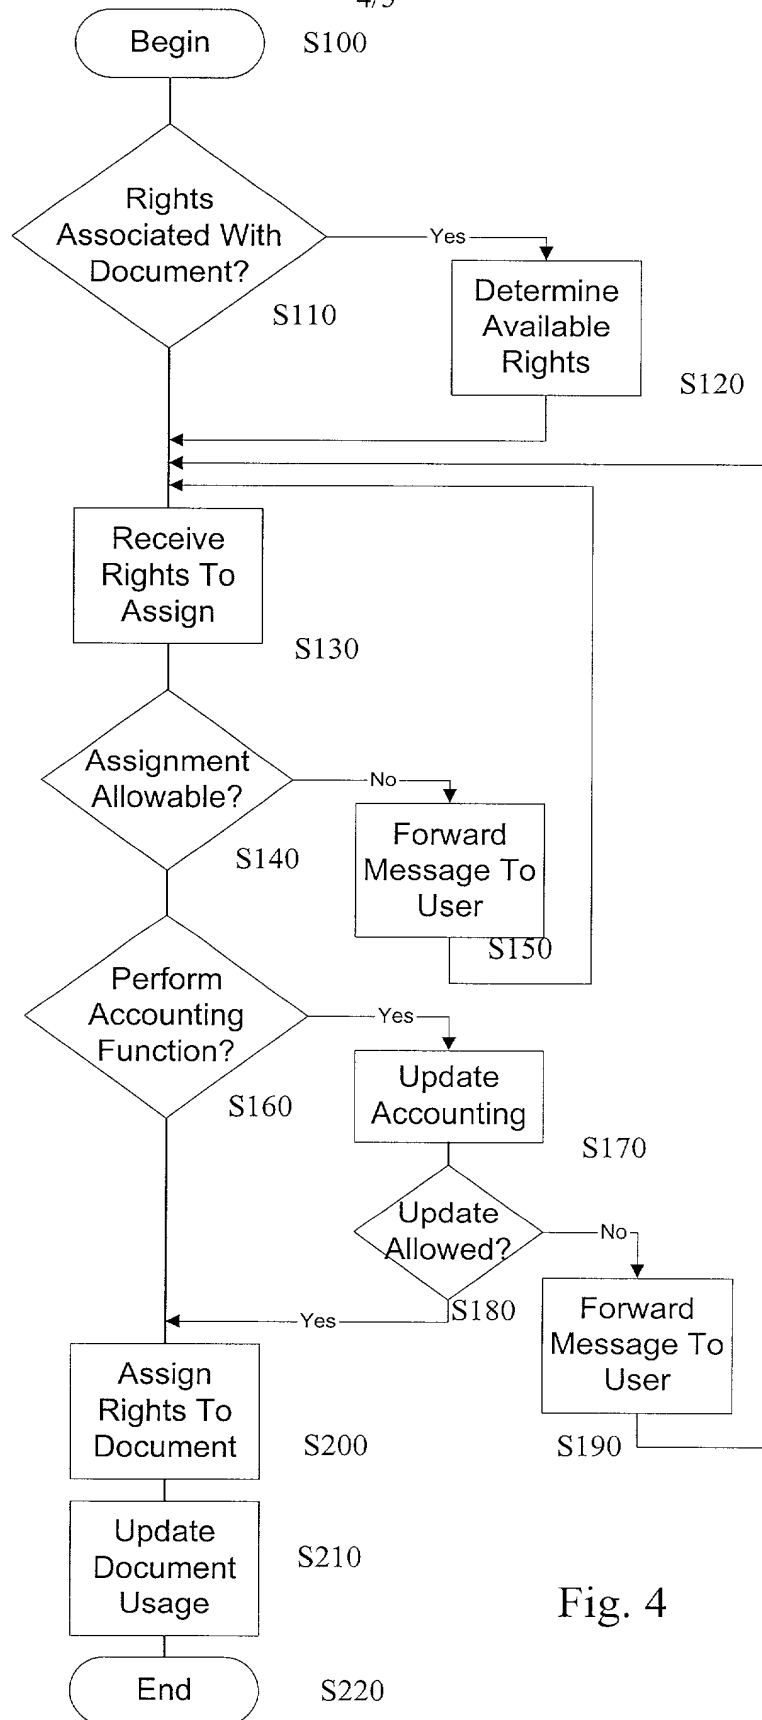 Begin
S100
Rights
Associated With
Document?
S110
Yes
Determine
Available
Rights
S120
Receive
Rights To
Assign
S130
Assignment
Allowable?
S140
No
Forward
Message To
User
S150
Perform
Accounting
Function?
S160
Yes
Update
Accounting
S170
Update
Allowed?
S180
No
Forward
Message To
User
S190
Yes
Assign
Rights To
Document
S200
Update
Document
Usage
S210
End
S220
Fig. 4